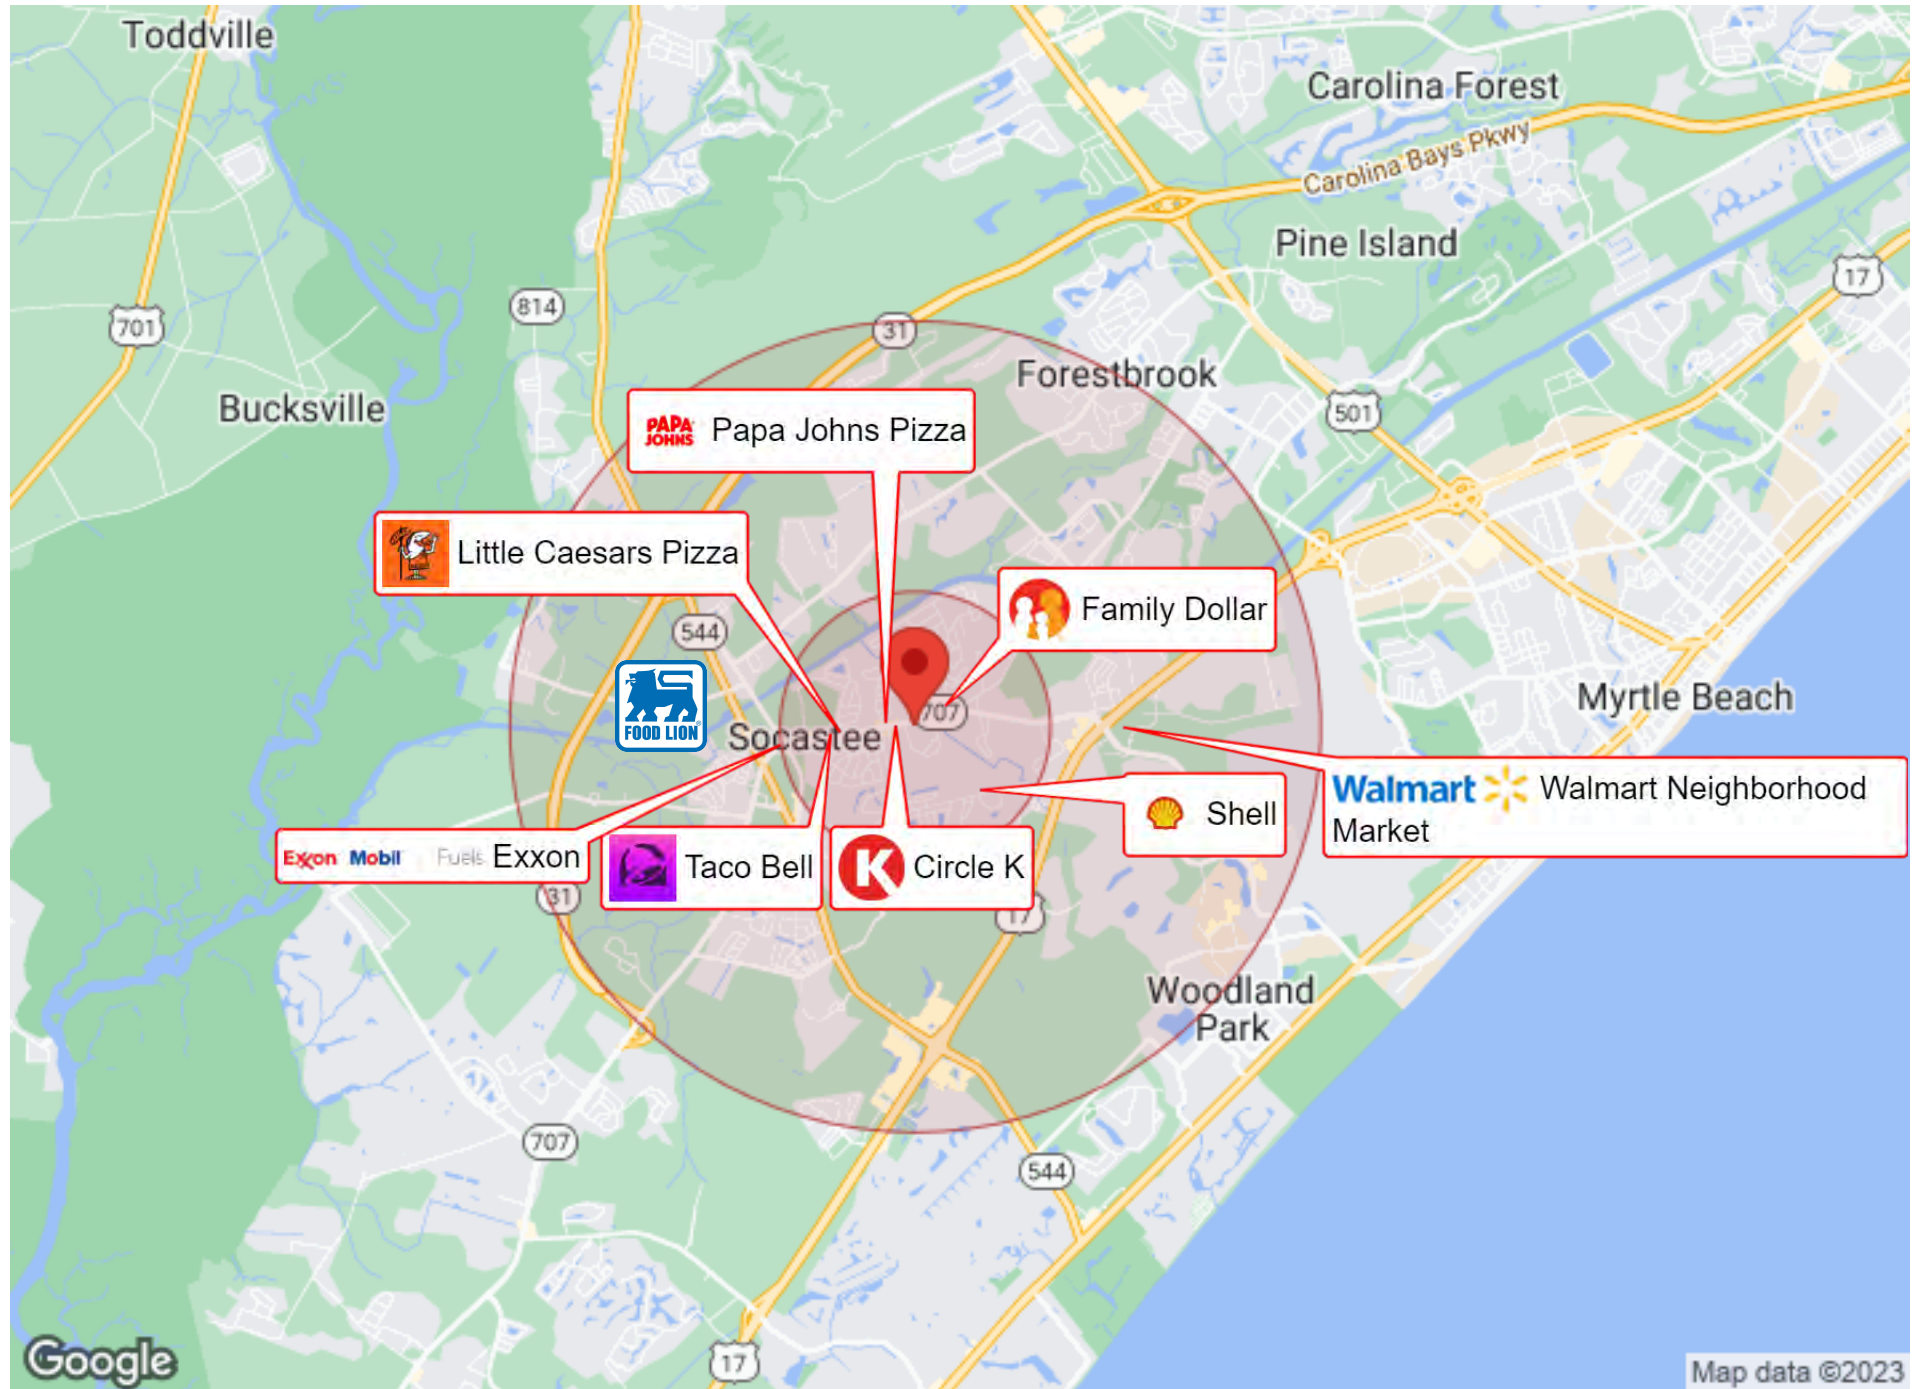 Toddville
Carolina Forest
Carolina Bays Pkwy
Pine Island
17
814
701
31
Forestbrook
Bucksville
501
PAPA JOHNS Papa Johns Pizza
Little Caesars Pizza
Family Dollar
544
FOOD LION
707
Myrtle Beach
Socastee
Walmart Walmart Neighborhood
Market
Shell
Exxon Mobil Fuels Exxon
Taco Bell
K Circle K
31
17
Woodland
Park
707
544
17
Google
Map data ©2023